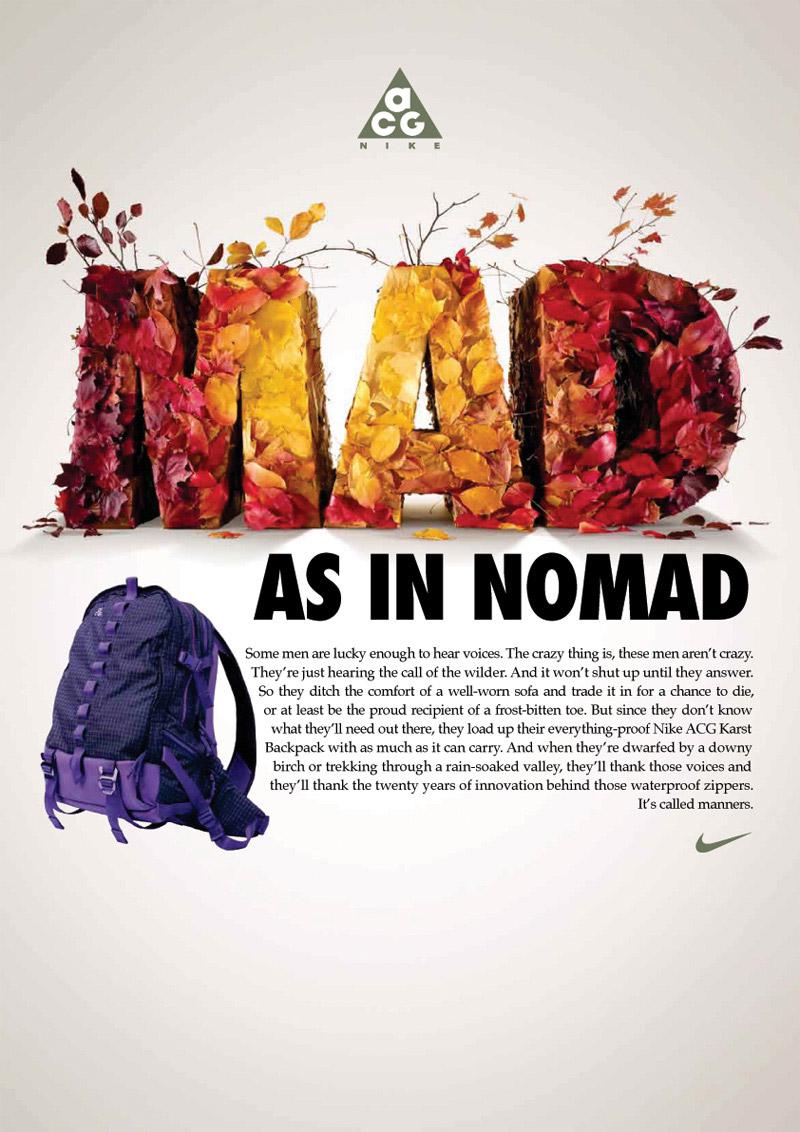 a
CG
NIKE
MAD
AS IN NOMAD
Some men are lucky enough to hear voices. The crazy thing is, these men aren't crazy.
They're just hearing the call of the wilder. And it won't shut up until they answer.
So they ditch the comfort of a well-worn sofa and trade it in for a chance to die,
or at least be the proud recipient of a frost-bitten toe. But since they don't know
what they'll need out there, they load up their everything-proof Nike ACG Karst
Backpack with as much as it can carry. And when they're dwarfed by a downy
birch or trekking through a rain-soaked valley, they'll thank those voices and
they'll thank the twenty years of innovation behind those waterproof zippers.
It's called manners.